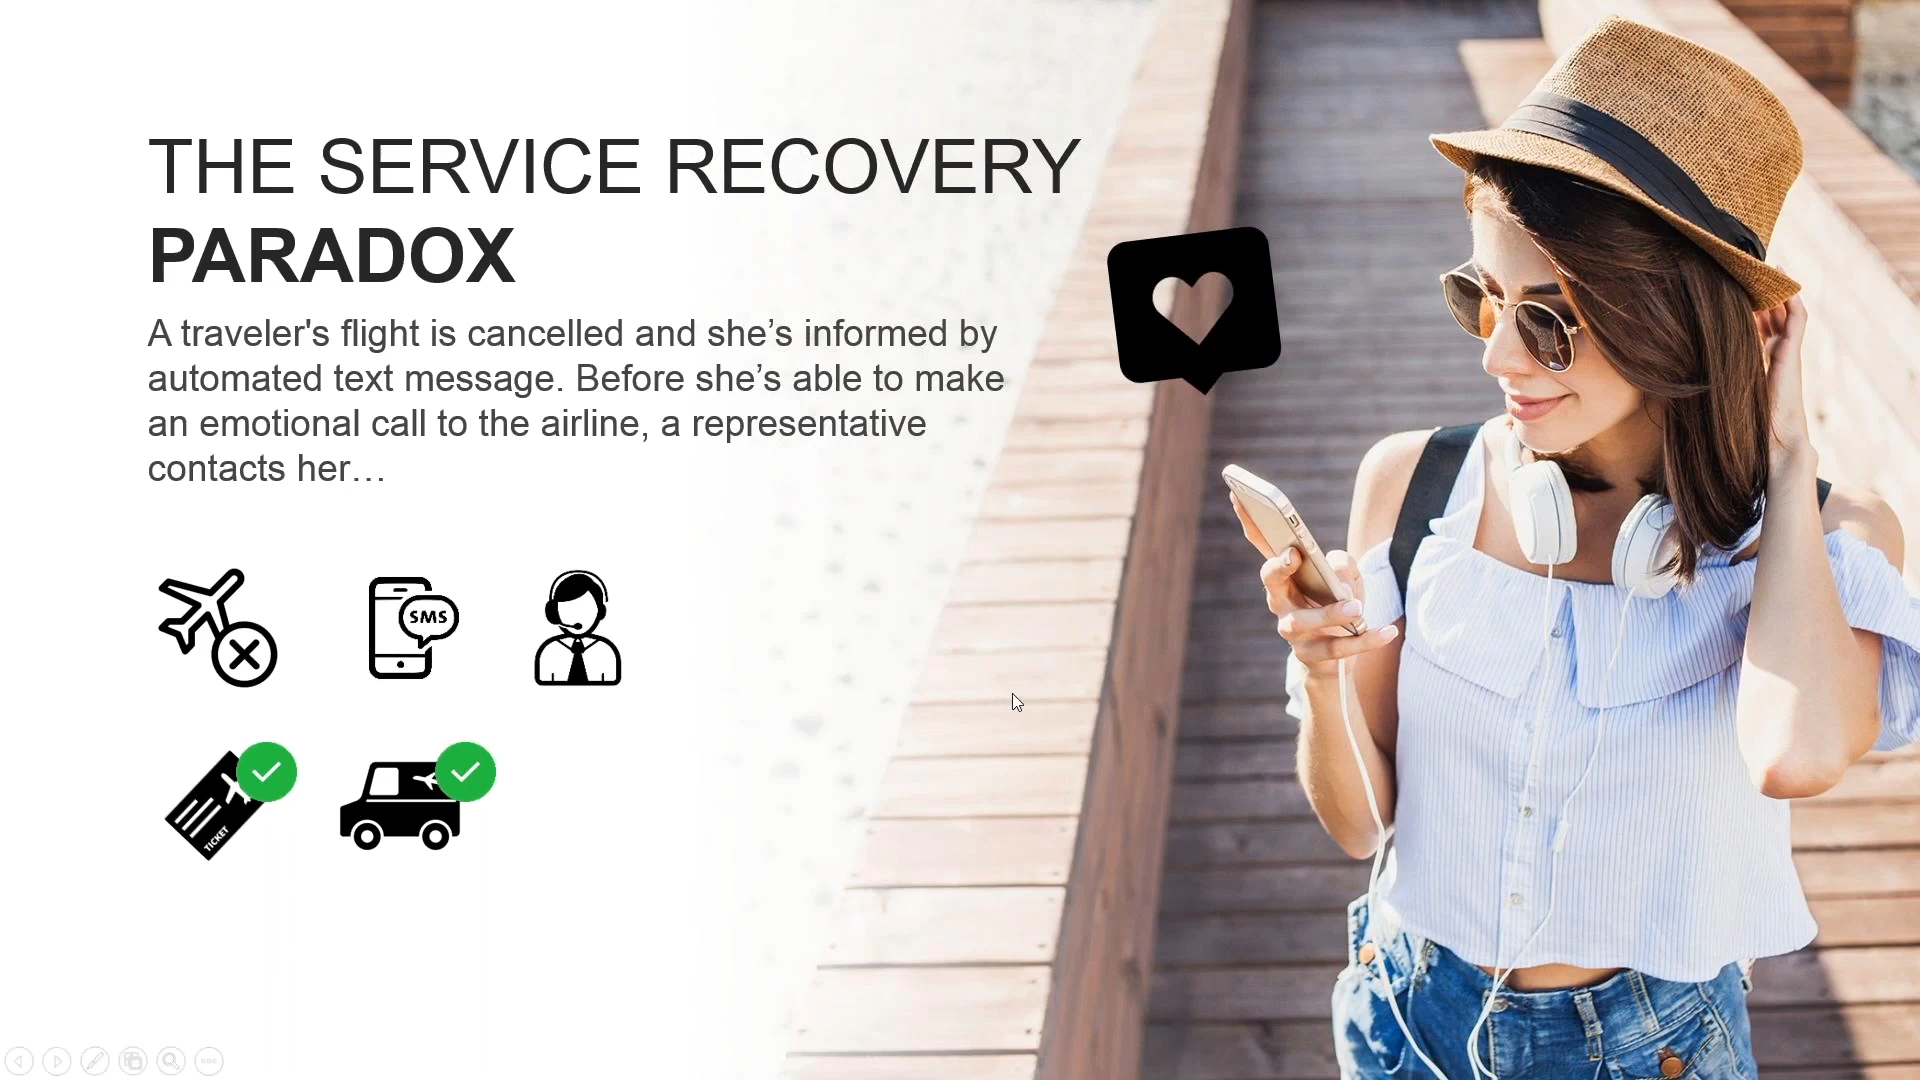 THE SERVICE RECOVERY
PARADOX
A traveler's flight is cancelled and she’s informed by
automated text message. Before she’s able to make
an emotional call to the airline, a representative
contacts her…
SMS
TICKET